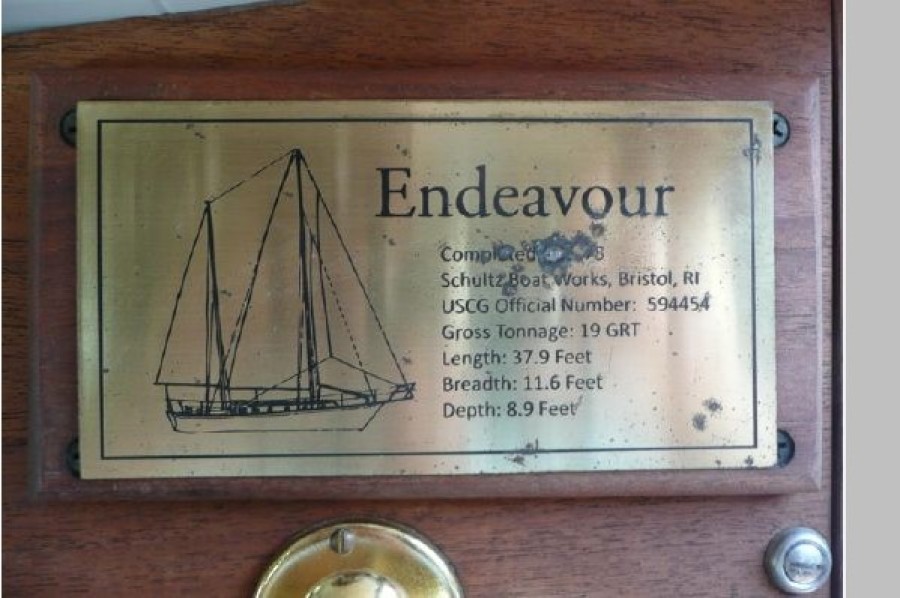 Endeavour
Completed
Schultz Boat Works, Bristol, RI
USCG Official Number: 594454
Gross Tonnage: 19 GRT
Length: 37.9 Feet
Breadth: 11.6 Feet
Depth: 8.9 Feet